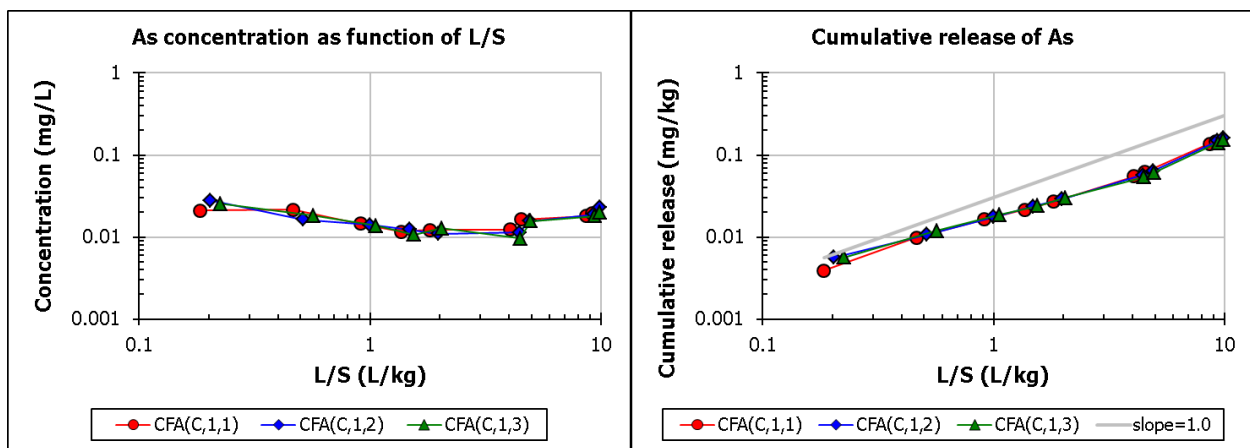 As concentration as function of L/S
1
0.1
0.01
0.001
Concentration (mg/L)
0.1 1 10
L/S (L/kg)
CFA(C,1,1) CFA(C,1,2) CFA(C,1,3)
Cumulative release of As
1
0.1
0.01
0.001
Cumulative release (mg/kg)
0.1 1 10
L/S (L/kg)
CFA(C,1,1) CFA(C,1,2) CFA(C,1,3) slope=1.0